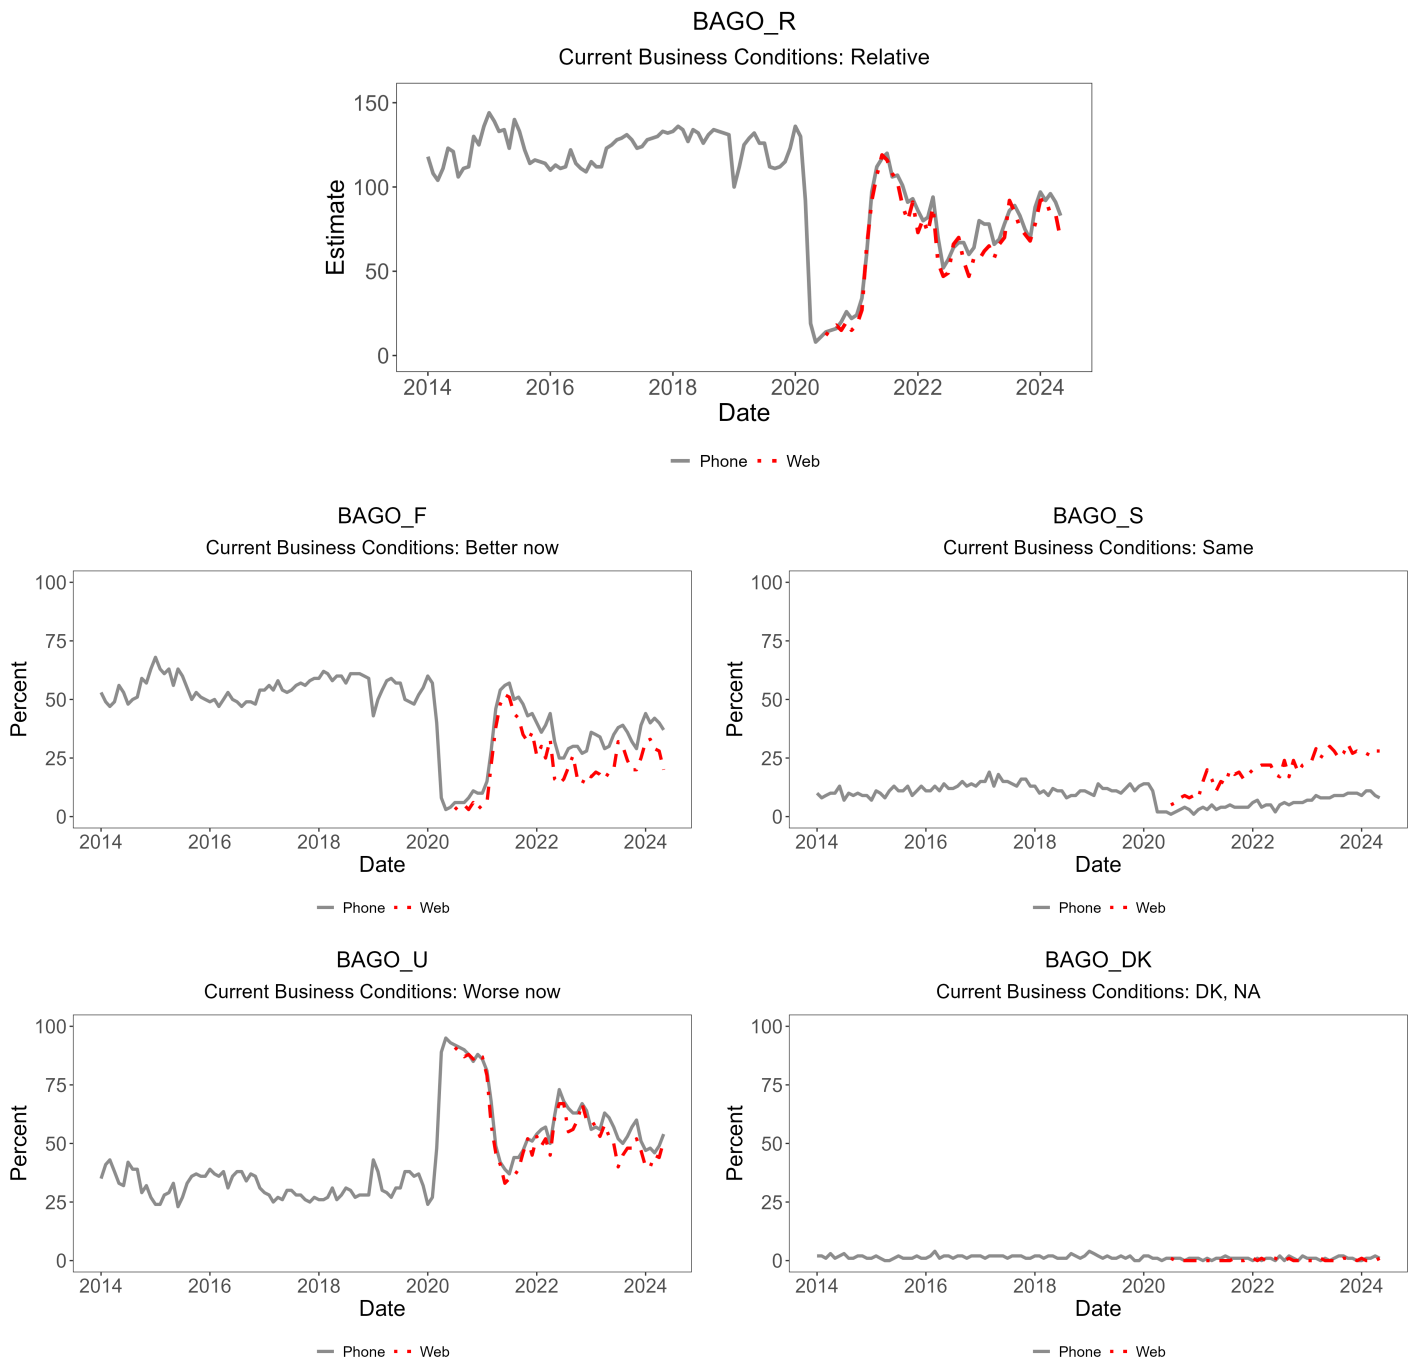 BAGO_R
Current Business Conditions: Relative
Estimate
150
100
50
0
2014 2016 2018 2020 2022 2024
Date
Phone Web
BAGO_F
Current Business Conditions: Better now
Percent
100
75
50
25
0
2014 2016 2018 2020 2022 2024
Date
Phone Web
BAGO_S
Current Business Conditions: Same
Percent
100
75
50
25
0
2014 2016 2018 2020 2022 2024
Date
Phone Web
BAGO_U
Current Business Conditions: Worse now
Percent
100
75
50
25
0
2014 2016 2018 2020 2022 2024
Date
Phone Web
BAGO_DK
Current Business Conditions: DK, NA
Percent
100
75
50
25
0
2014 2016 2018 2020 2022 2024
Date
Phone Web